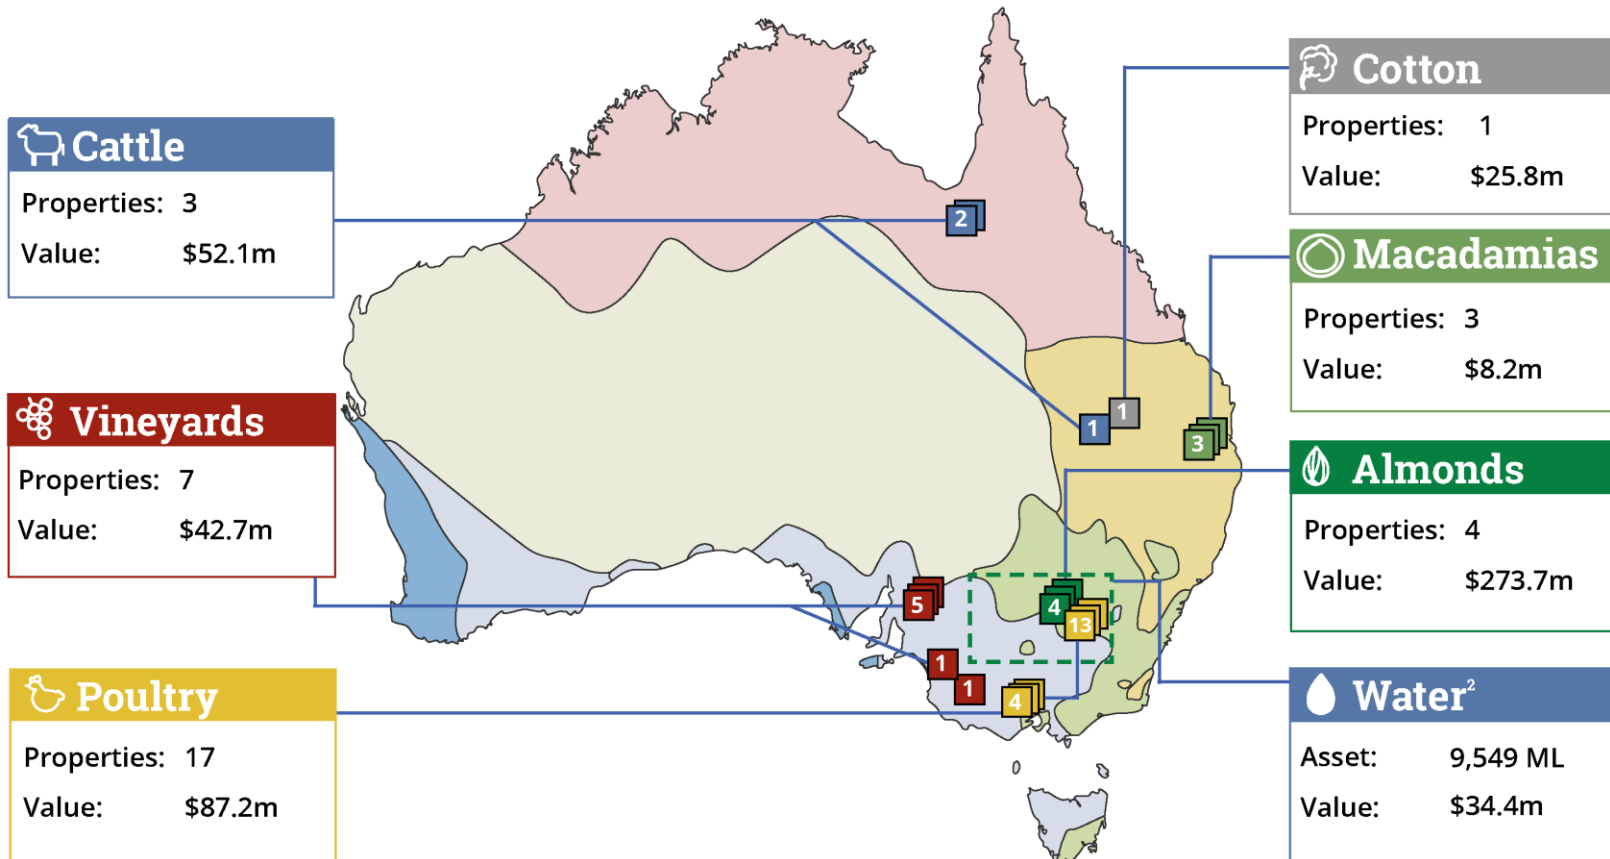 Cattle
Properties: 3
Value: $52.1m
Vineyards
Properties: 7
Value: $42.7m
Poultry
Properties: 17
Value: $87.2m
2
1
1
3
5
4
13
1
1
4
Cotton
Properties: 1
Value: $25.8m
Macadamias
Properties: 3
Value: $8.2m
Almonds
Properties: 4
Value: $273.7m
Water²
Asset: 9,549 ML
Value: $34.4m